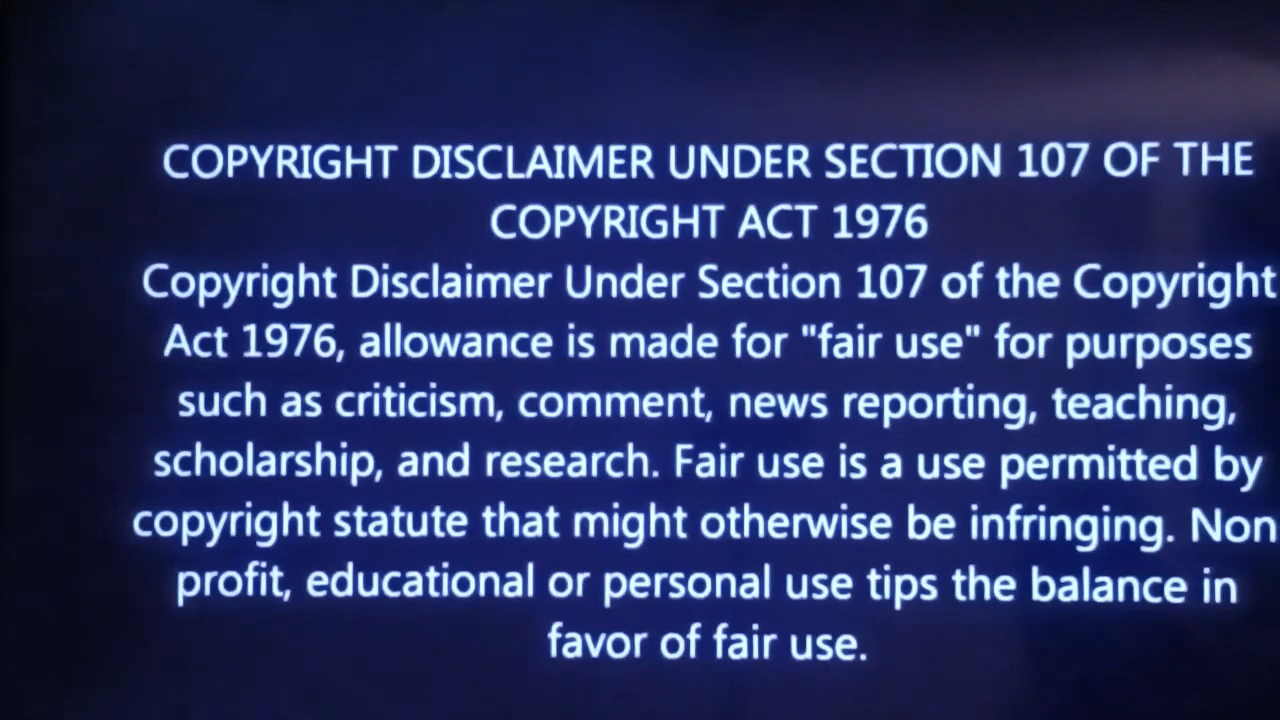 COPYRIGHT DISCLAIMER UNDER SECTION 107 OF THE
COPYRIGHT ACT 1976
Copyright Disclaimer Under Section 107 of the Copyright
Act 1976, allowance is made for "fair use" for purposes
such as criticism, comment, news reporting, teaching,
scholarship, and research. Fair use is a use permitted by
copyright statute that might otherwise be infringing. Non
profit, educational or personal use tips the balance in
favor of fair use.